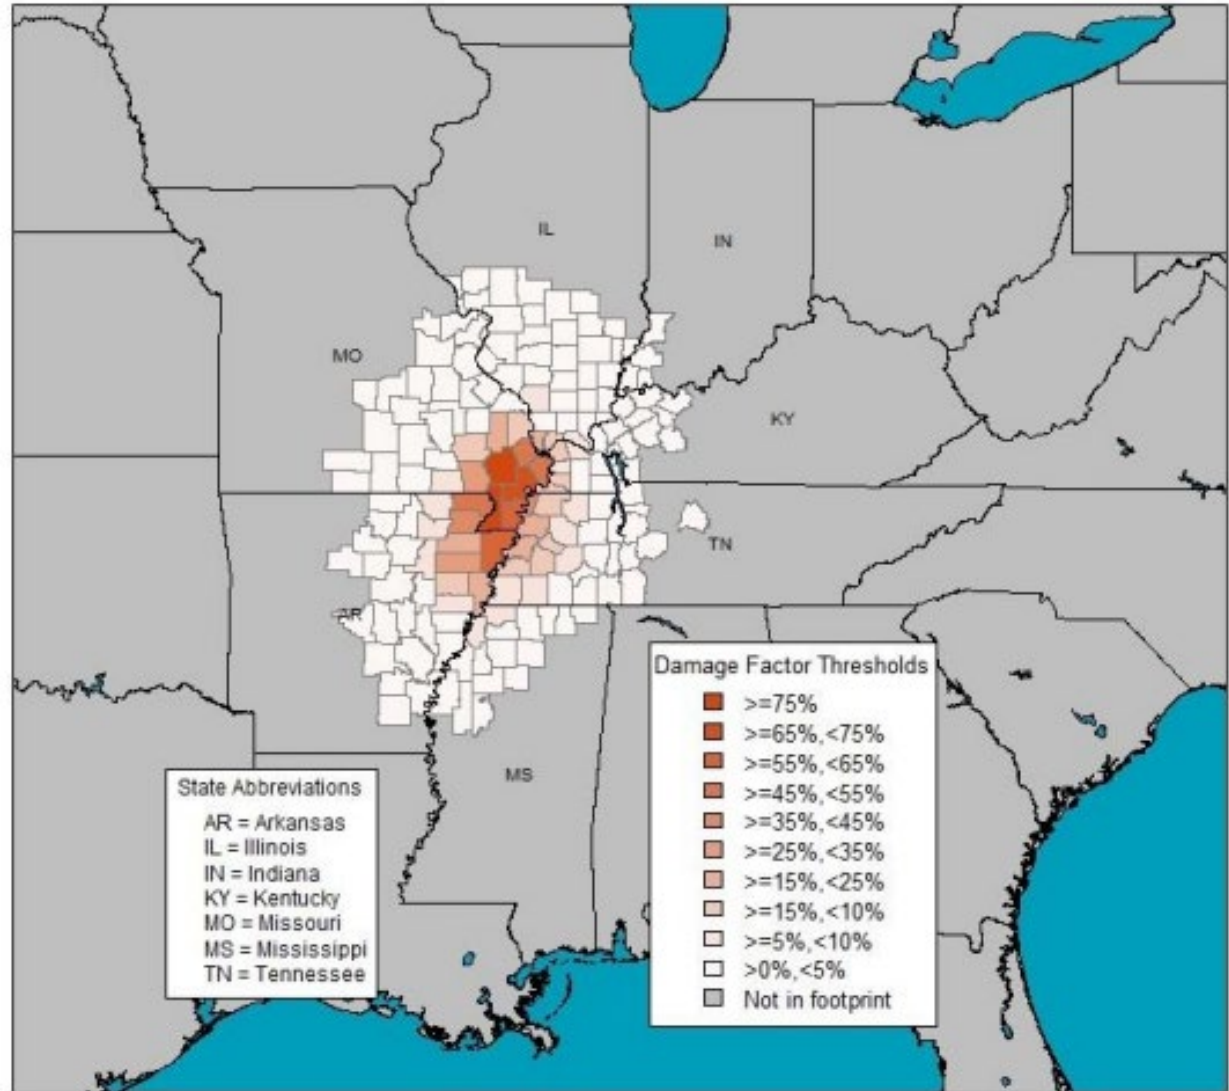 IL
IN
MO
KY
TN
AR
MS
Damage Factor Thresholds
>=75%
>=65%,<75%
>=55%,<65%
>=45%,<55%
>=35%,<45%
>=25%,<35%
>=15%,<25%
>=15%,<10%
>=5%,<10%
>0%,<5%
Not in footprint
State Abbreviations
AR = Arkansas
IL = Illinois
IN = Indiana
KY = Kentucky
MO = Missouri
MS = Mississippi
TN = Tennessee